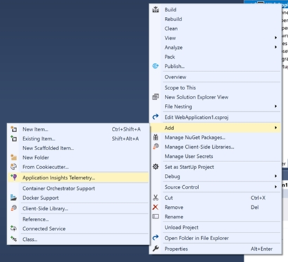 Build
Rebuild
Clean
View
Analyze
Pack
Publish...
Overview
Scope to This
New Solution Explorer View
File Nesting
Edit WebApplication1.csproj
Add
Manage NuGet Packages...
Manage Client-Side Libraries...
Manage User Secrets
Set as StartUp Project
Debug
Source Control
Cut Ctrl+X
Remove Del
Rename
Unload Project
Open Folder in File Explorer
Properties Alt+Enter
New Item... Ctrl+Shift+A
Existing Item... Shift+Alt+A
New Scaffolded Item...
New Folder
From Cookiecutter...
Application Insights Telemetry...
Container Orchestrator Support
Docker Support
Client-Side Library...
Reference...
Connected Service
Class...